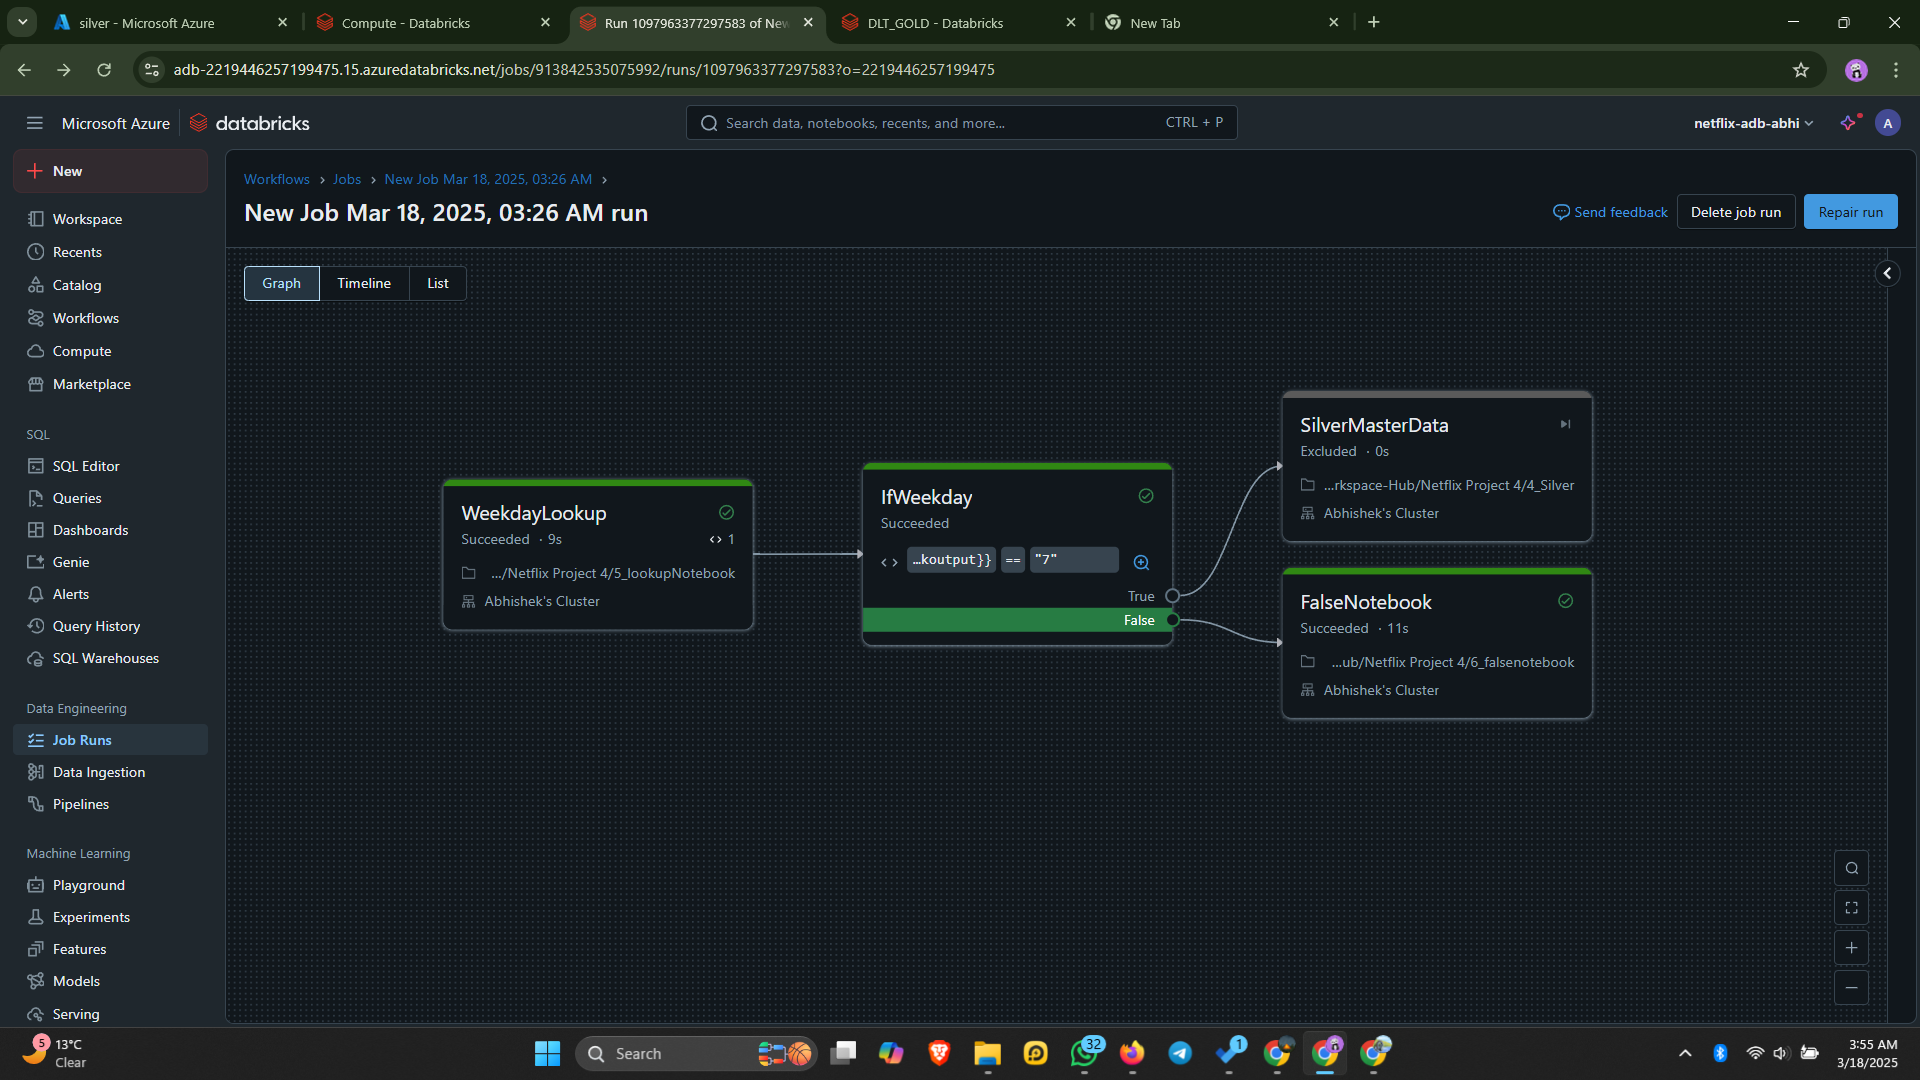 silver - Microsoft Azure
Compute - Databricks
Run 1097963377297583 of New
DLT_GOLD - Databricks
New Tab
adb-2219446257199475.15.azuredatabricks.net/jobs/913842535075992/runs/1097963377297583?o=2219446257199475
Microsoft Azure
databricks
Search data, notebooks, recents, and more...
CTRL + P
netflix-adb-abhi
A
New
Workspace
Recents
Catalog
Workflows
Compute
Marketplace
SQL
SQL Editor
Queries
Dashboards
Genie
Alerts
Query History
SQL Warehouses
Data Engineering
Job Runs
Data Ingestion
Pipelines
Machine Learning
Playground
Experiments
Features
Models
Serving
Workflows › Jobs › New Job Mar 18, 2025, 03:26 AM ›
New Job Mar 18, 2025, 03:26 AM run
Send feedback
Delete job run
Repair run
Graph
Timeline
List
WeekdayLookup
Succeeded · 9s
<> 1
.../Netflix Project 4/5_lookupNotebook
Abhishek's Cluster
IfWeekday
Succeeded
<> …koutput}} == "7"
True
False
SilverMasterData
Excluded · 0s
...rkspace-Hub/Netflix Project 4/4_Silver
Abhishek's Cluster
FalseNotebook
Succeeded · 11s
...ub/Netflix Project 4/6_falsenotebook
Abhishek's Cluster
5
13°C
Clear
Search
32
1
3:55 AM
3/18/2025